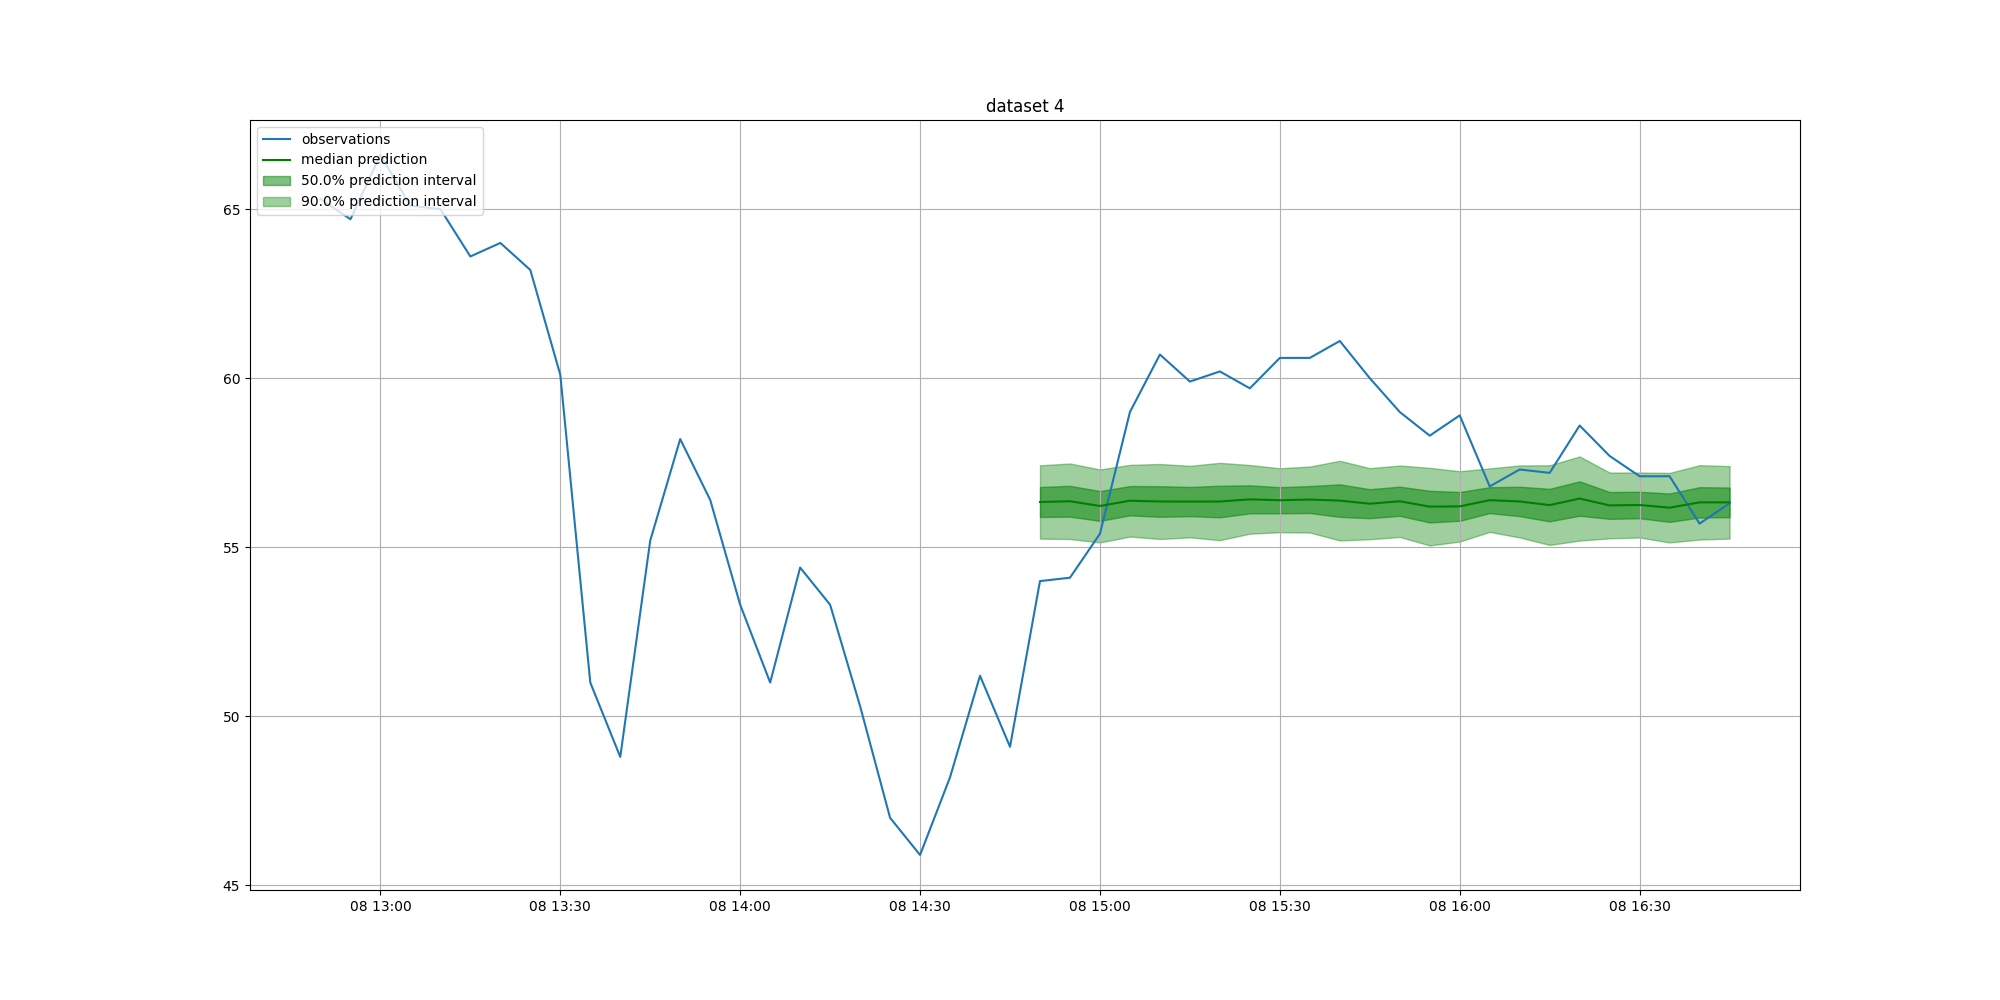 dataset 4
observations
median prediction
50.0% prediction interval
90.0% prediction interval
65
60
55
50
45
08 13:00 08 13:30 08 14:00 08 14:30 08 15:00 08 15:30 08 16:00 08 16:30